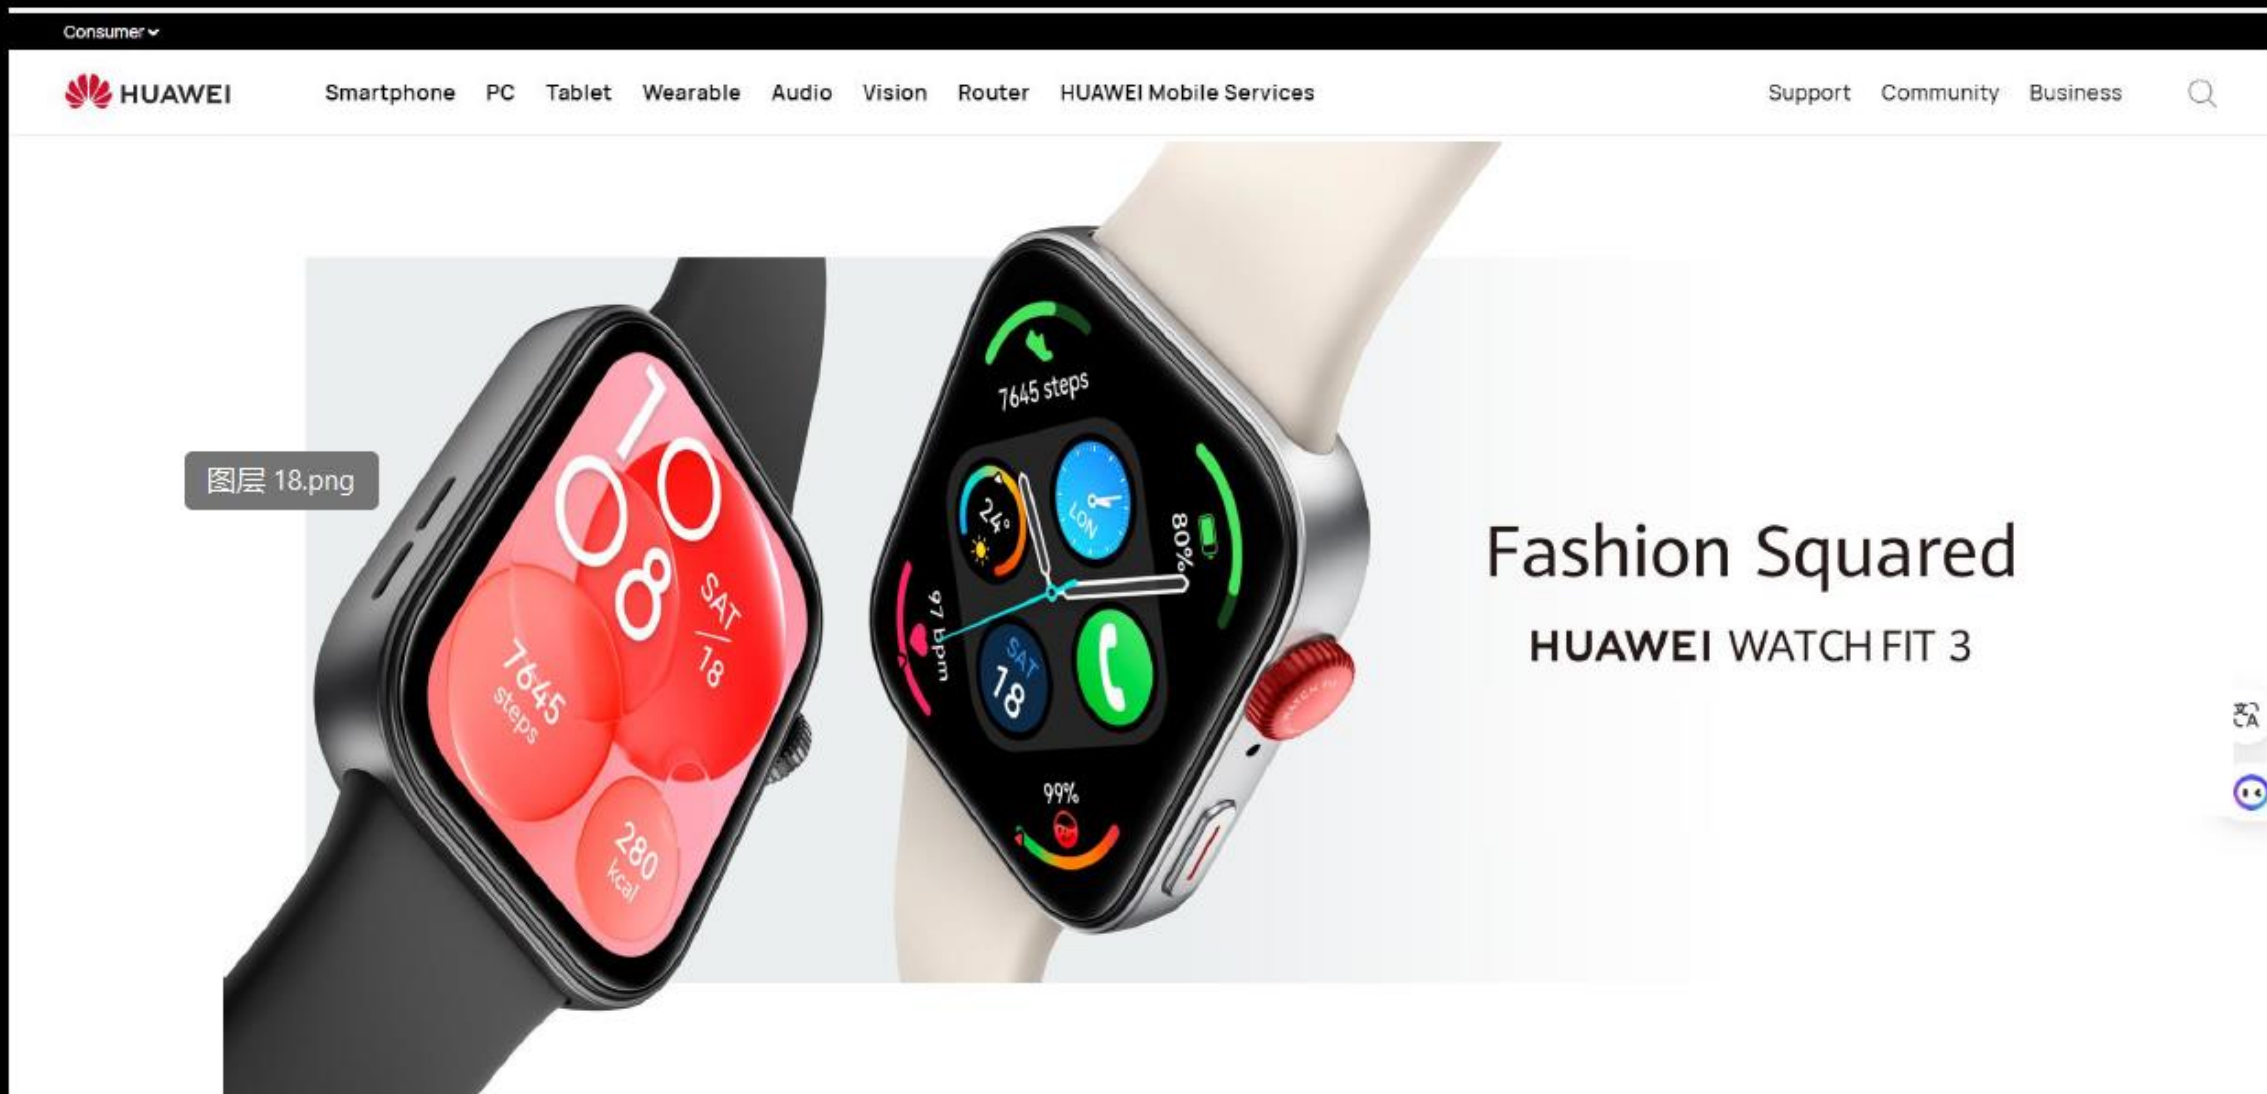 Consumer
HUAWEI
Smartphone PC Tablet Wearable Audio Vision Router HUAWEI Mobile Services
Support Community Business
图层 18.png
10
08
SAT
18
7645
steps
280
kcal
7645 steps
24°
LON
80%
97 bpm
SAT
18
99%
Fashion Squared
HUAWEI WATCH FIT 3